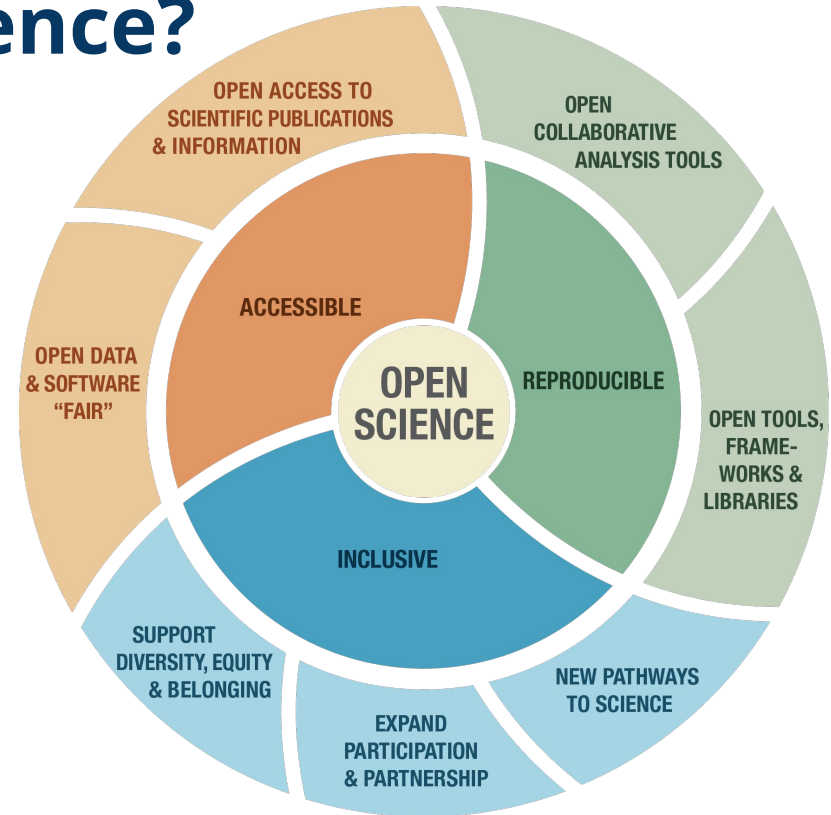 ence?
OPEN ACCESS TO
SCIENTIFIC PUBLICATIONS
& INFORMATION
OPEN
COLLABORATIVE
ANALYSIS TOOLS
ACCESSIBLE
OPEN DATA
& SOFTWARE
“FAIR”
OPEN
SCIENCE
REPRODUCIBLE
OPEN TOOLS,
FRAME-
WORKS &
LIBRARIES
INCLUSIVE
SUPPORT
DIVERSITY, EQUITY
& BELONGING
EXPAND
PARTICIPATION
& PARTNERSHIP
NEW PATHWAYS
TO SCIENCE